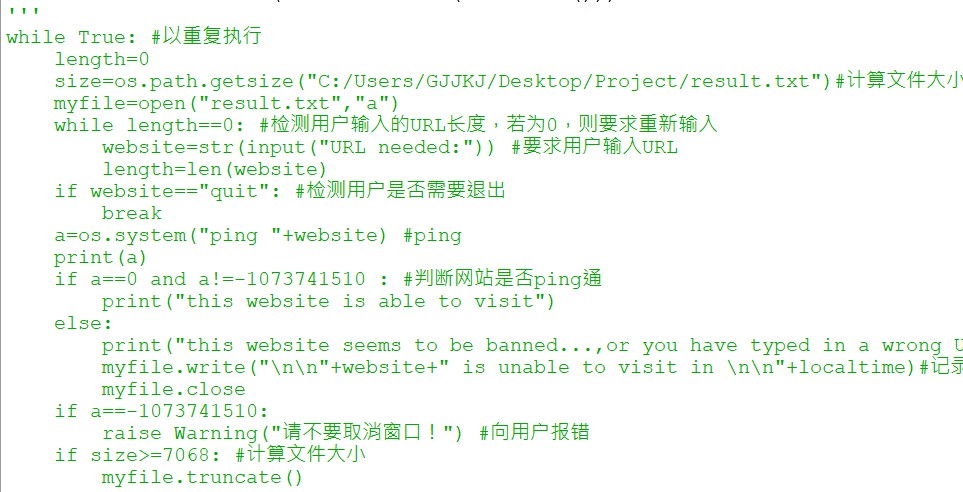 '''
while True: #以重复执行
    length=0
    size=os.path.getsize("C:/Users/GJJKJ/Desktop/Project/result.txt")#计算文件大小
    myfile=open("result.txt","a")
    while length==0: #检测用户输入的URL长度，若为0，则要求重新输入
        website=str(input("URL needed:")) #要求用户输入URL
        length=len(website)
    if website=="quit": #检测用户是否需要退出
        break
    a=os.system("ping "+website) #ping
    print(a)
    if a==0 and a!=-1073741510 : #判断网站是否ping通
        print("this website is able to visit")
    else:
        print("this website seems to be banned...,or you have typed in a wrong U
        myfile.write("\n\n"+website+" is unable to visit in \n\n"+localtime)#记录
        myfile.close
    if a==-1073741510:
        raise Warning("请不要取消窗口！") #向用户报错
    if size>=7068: #计算文件大小
        myfile.truncate()